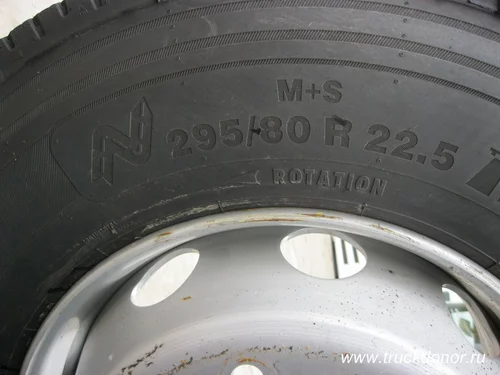 M+S
N 295/80 R 22.5
ROTATION
www.truckdonor.ru